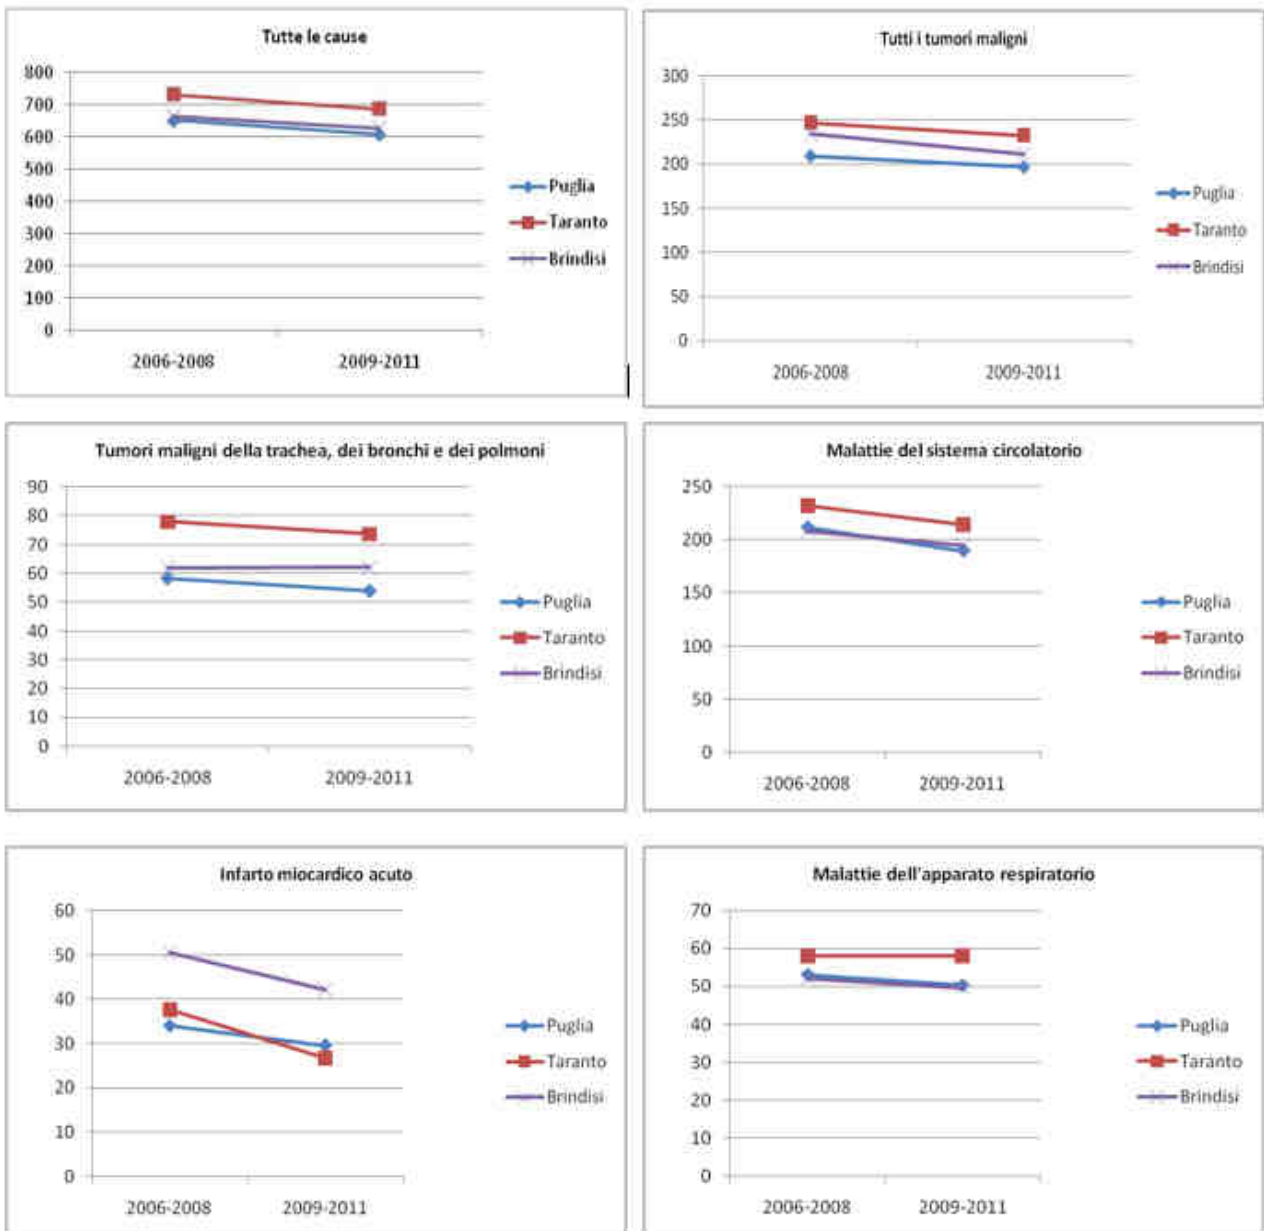 Tutte le cause
800
700
600
500
400
300
200
100
0
2006-2008 2009-2011
Puglia
Taranto
Brindisi
Tutti i tumori maligni
300
250
200
150
100
50
0
2006-2008 2009-2011
Puglia
Taranto
Brindisi
Tumori maligni della trachea, dei bronchi e dei polmoni
90
80
70
60
50
40
30
20
10
0
2006-2008 2009-2011
Puglia
Taranto
Brindisi
Malattie del sistema circolatorio
250
200
150
100
50
0
2006-2008 2009-2011
Puglia
Taranto
Brindisi
Infarto miocardico acuto
60
50
40
30
20
10
0
2006-2008 2009-2011
Puglia
Taranto
Brindisi
Malattie dell'apparato respiratorio
70
60
50
40
30
20
10
0
2006-2008 2009-2011
Puglia
Taranto
Brindisi